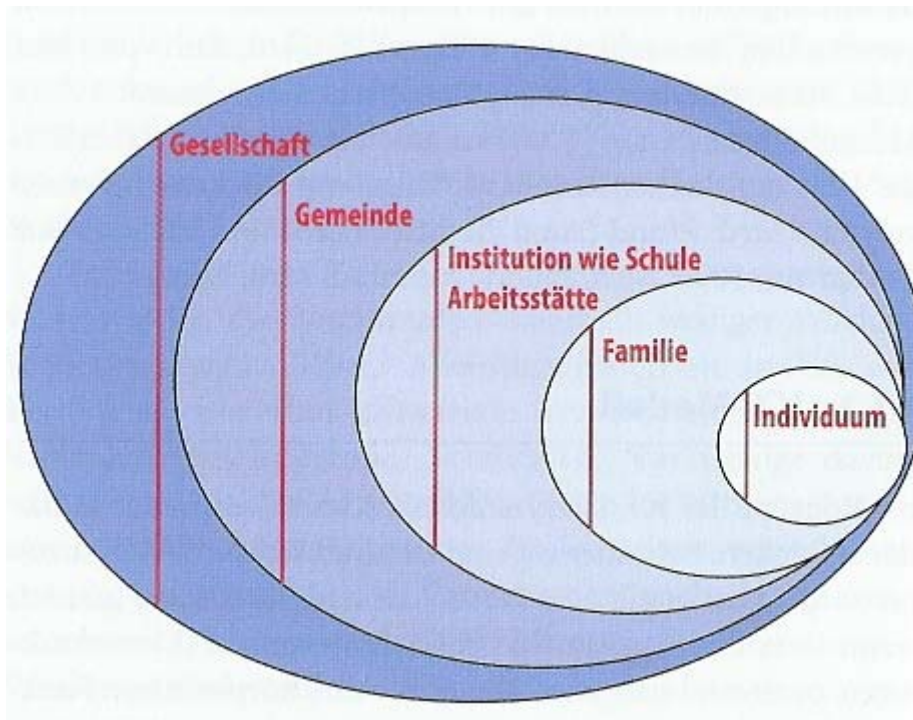 Gesellschaft
Gemeinde
Institution wie Schule
Arbeitsstätte
Familie
Individuum